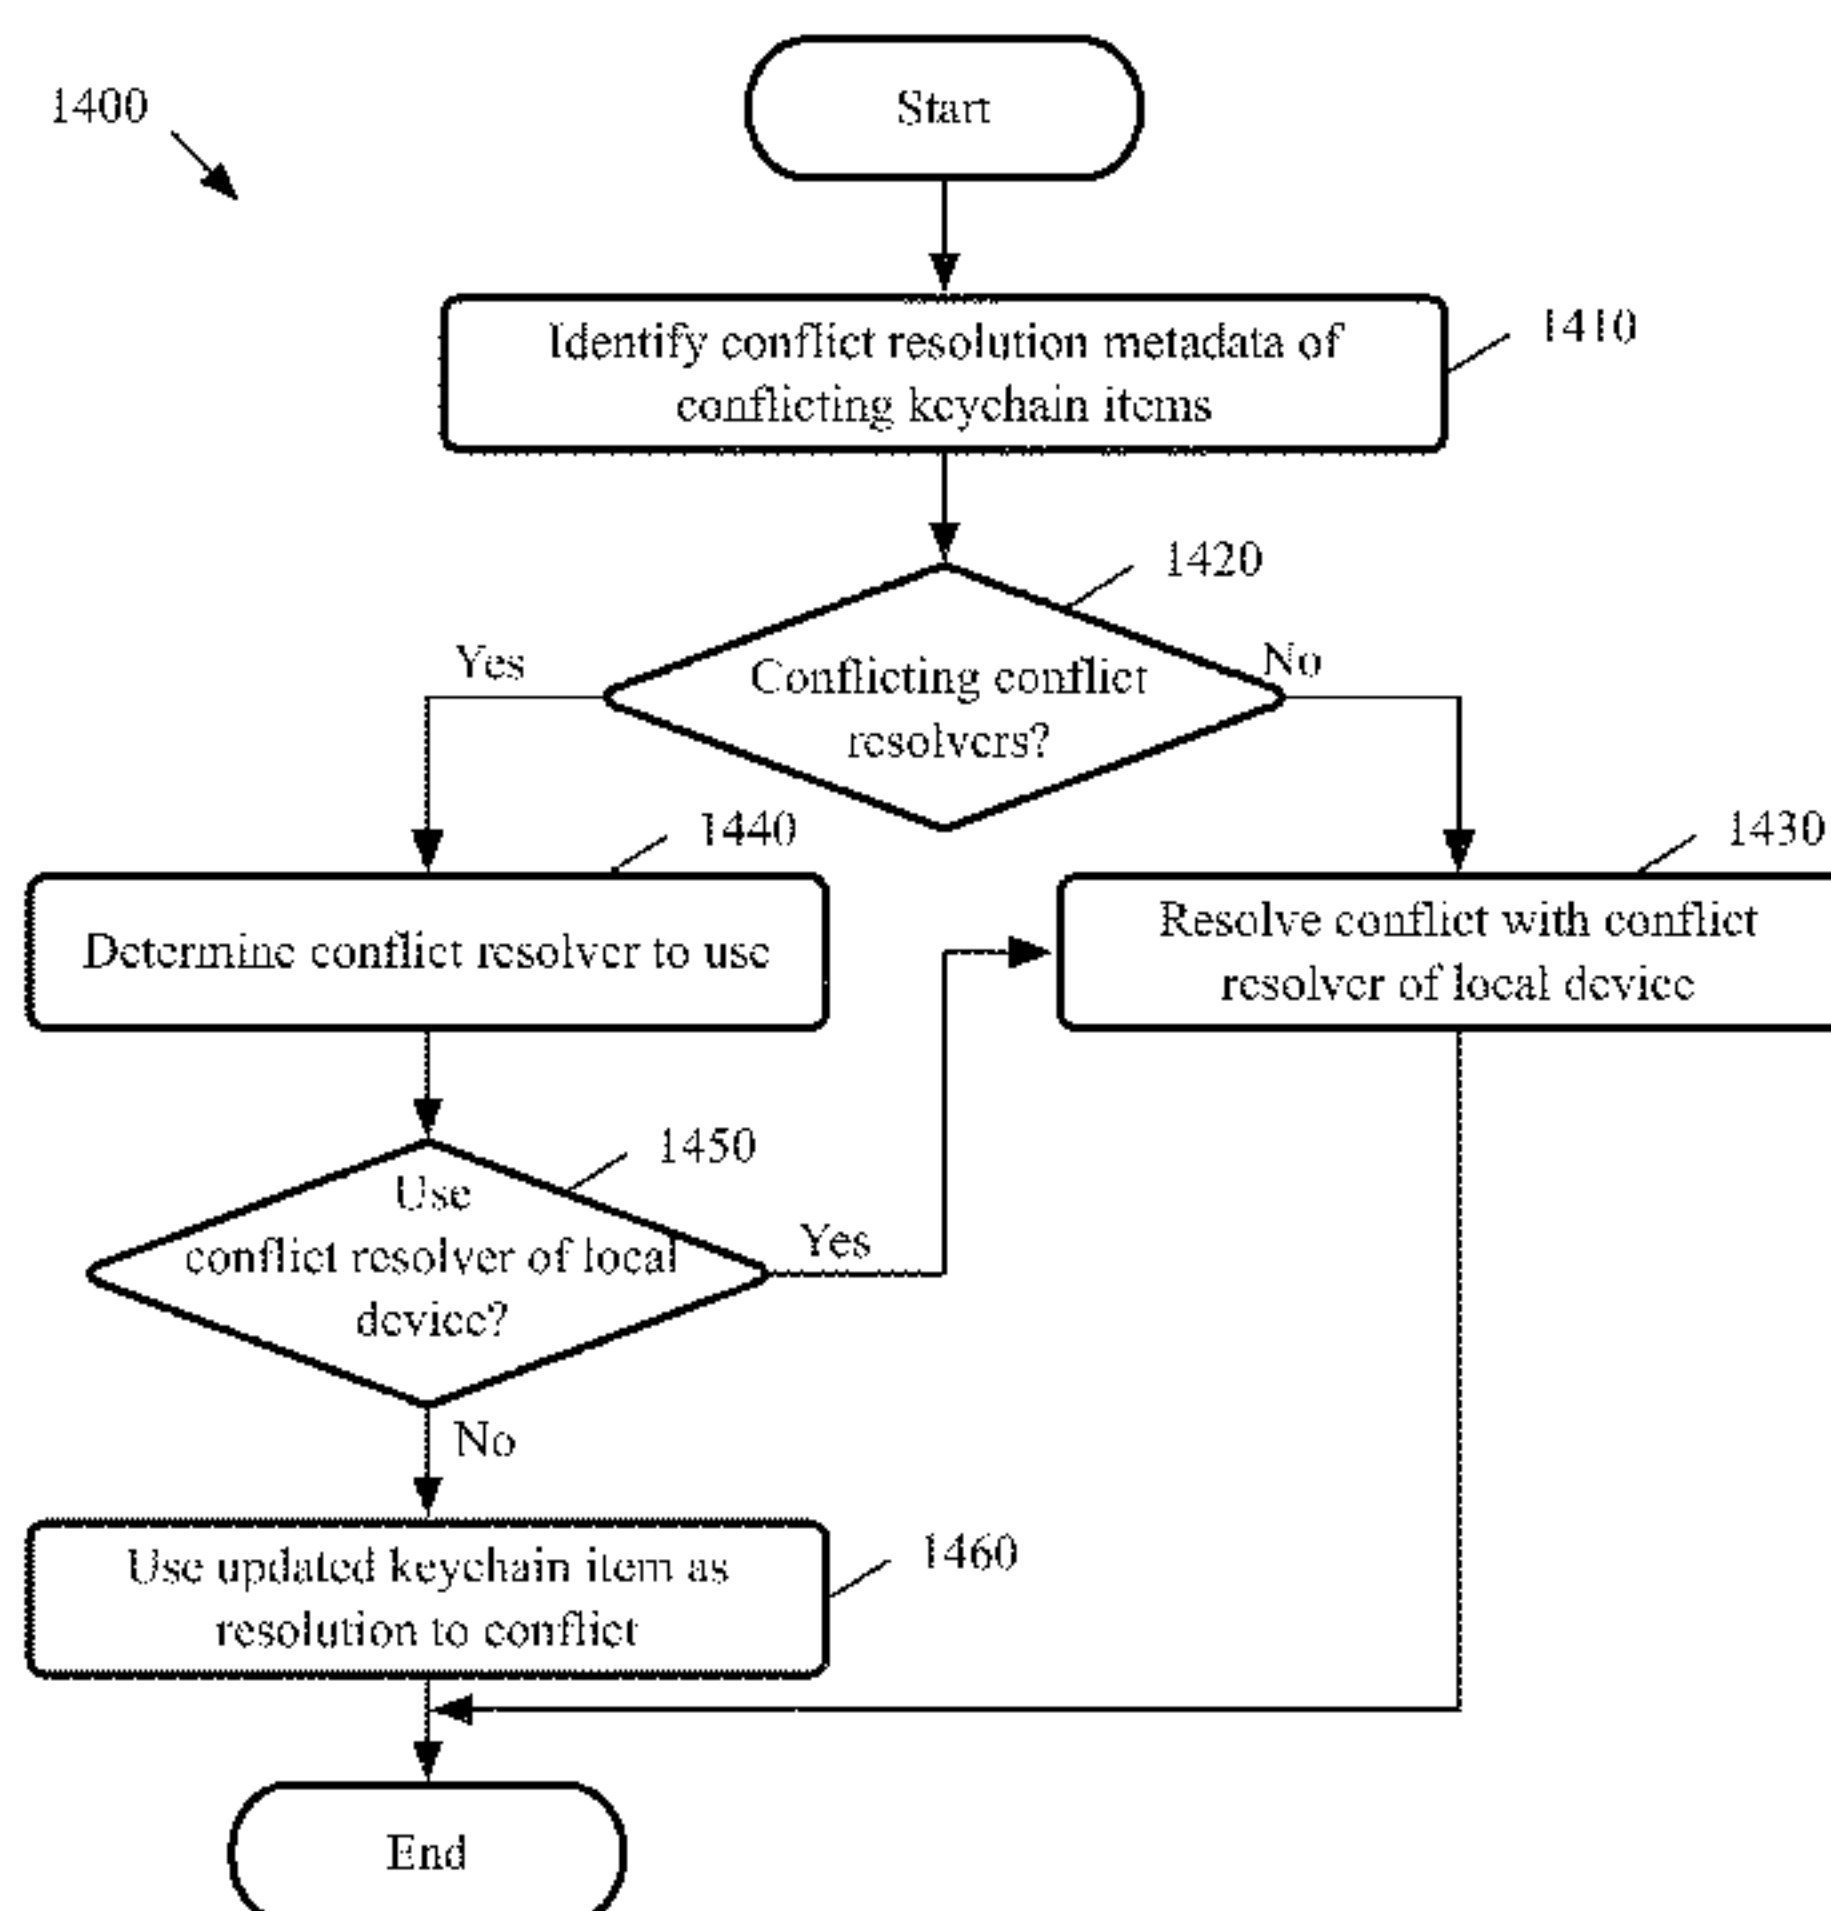 1400
Start
Identify conflict resolution metadata of
conflicting keychain items
1410
1420
Yes
No
Conflicting conflict
resolvers?
1440
1430
Determine conflict resolver to use
Resolve conflict with conflict
resolver of local device
1450
Use
conflict resolver of local
device?
Yes
No
1460
Use updated keychain item as
resolution to conflict
End